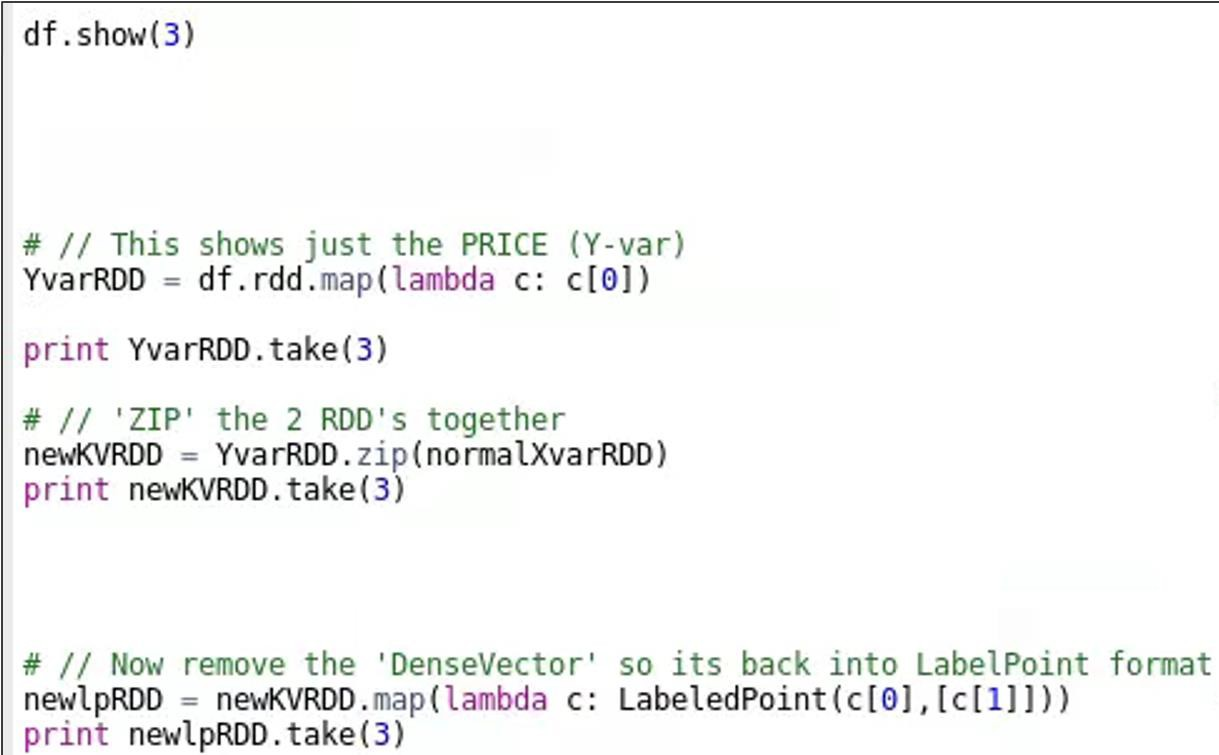 df.show(3)
# // This shows just the PRICE (Y-var)
YvarRDD = df.rdd.map(lambda c: c[0])
print YvarRDD.take(3)
# // 'ZIP' the 2 RDD's together
newKVRDD = YvarRDD.zip(normalXvarRDD)
print newKVRDD.take(3)
# // Now remove the 'DenseVector' so its back into LabelPoint format
newlpRDD = newKVRDD.map(lambda c: LabeledPoint(c[0],[c[1]]))
print newlpRDD.take(3)